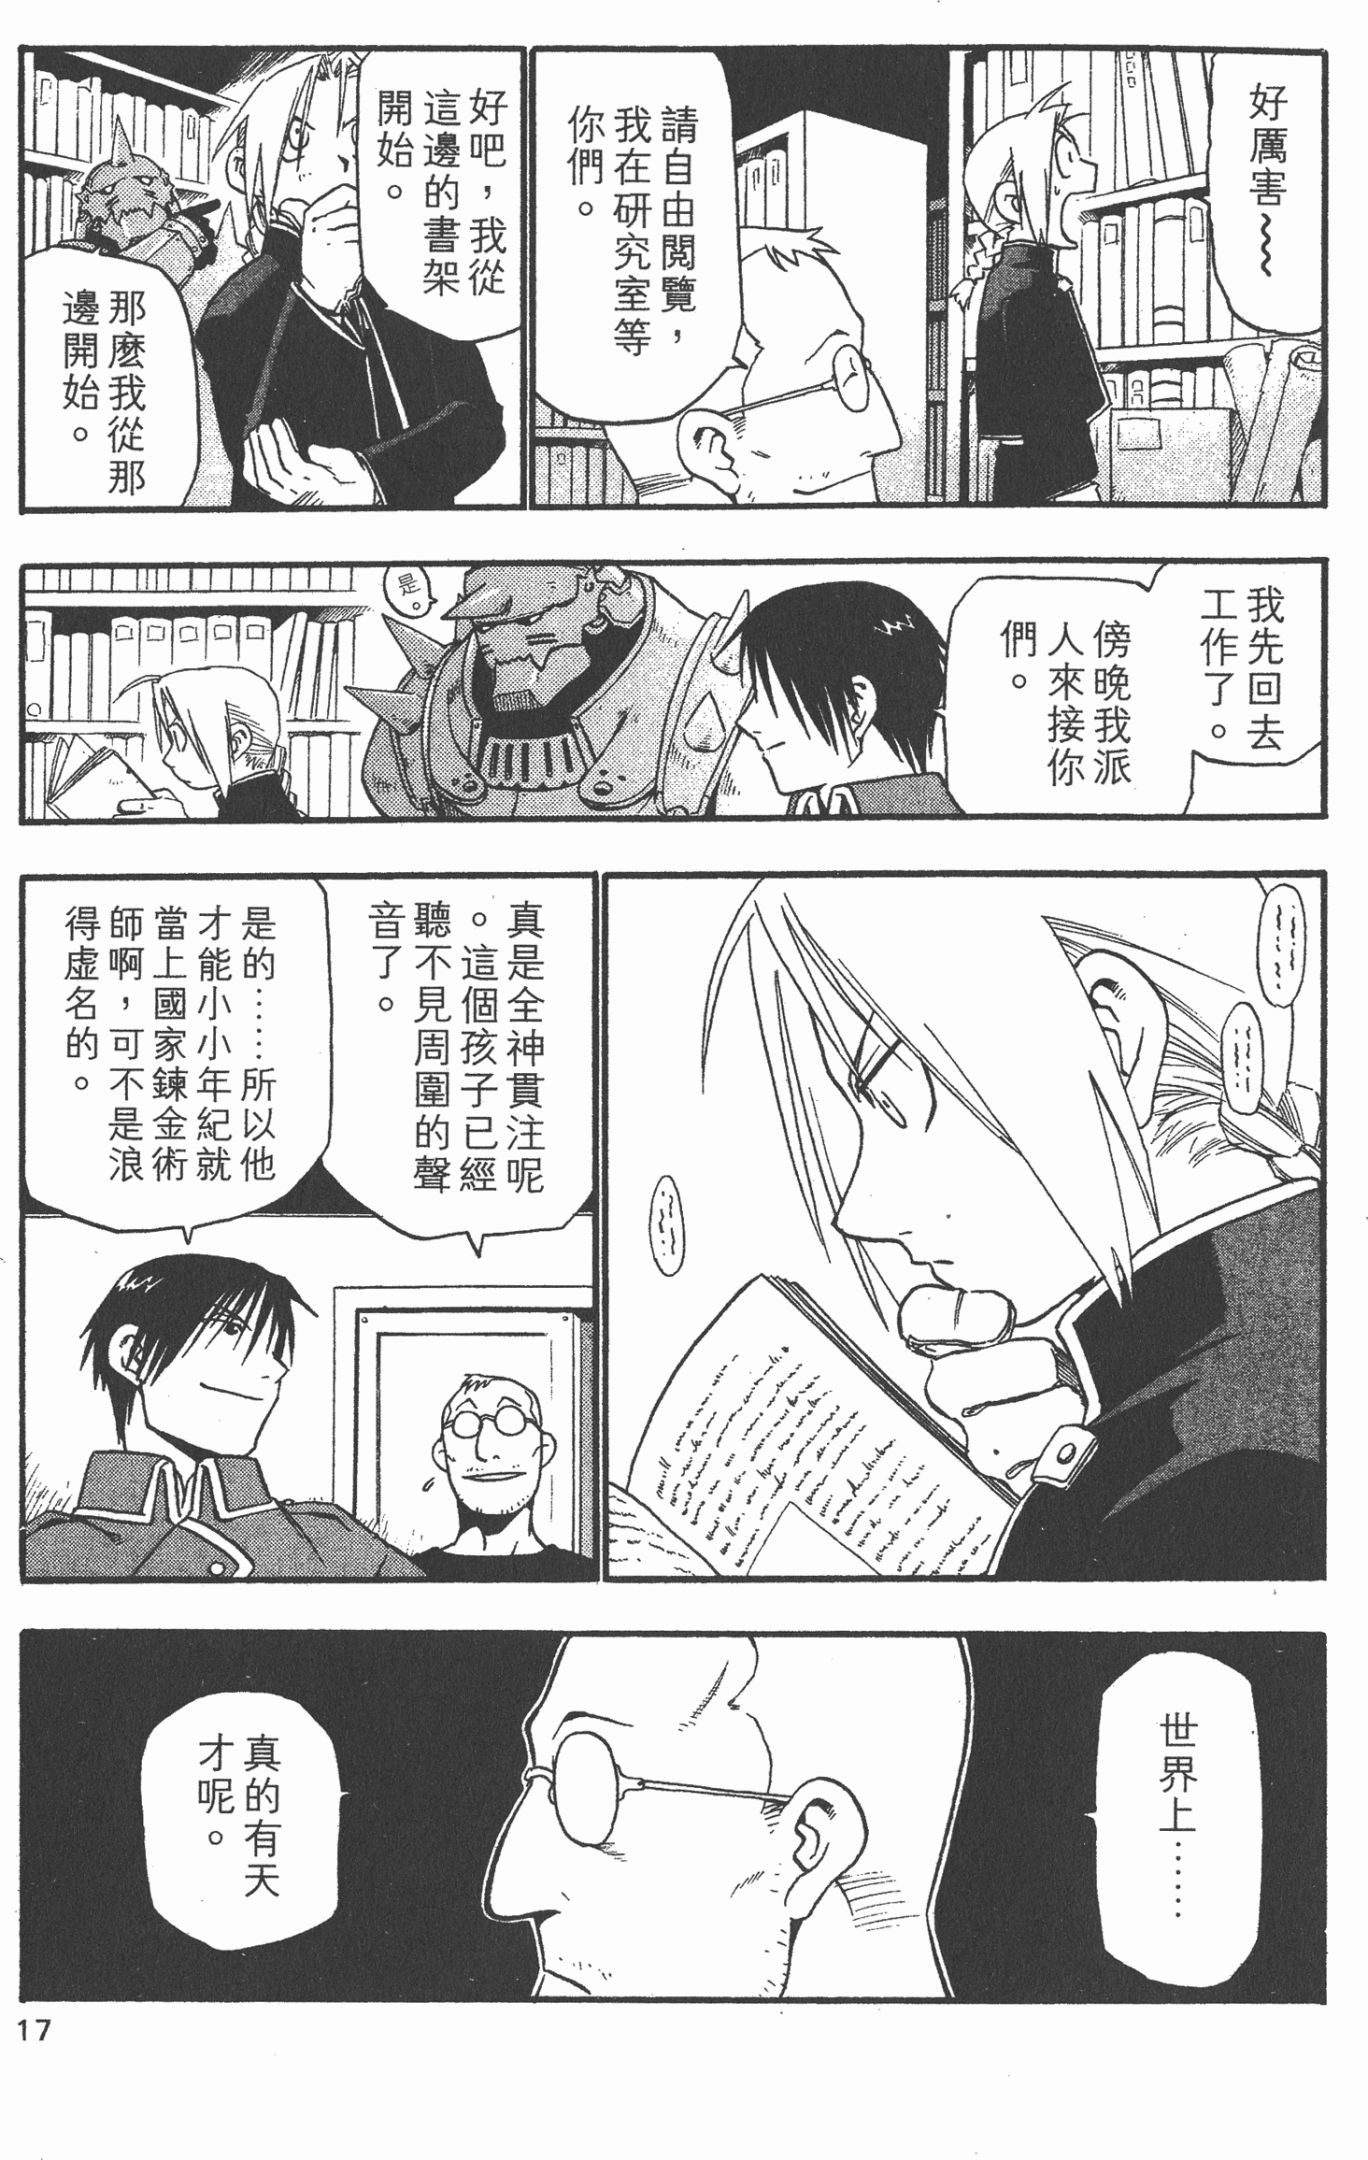 好厲害~~~
請自由閱覽，
我在研究室等
你們。
好吧，我從
這邊的書架
開始。
那麼我從那
邊開始。
我先回去
工作了。
傍晚我派
人來接你
們。
是。
真是全神貫注呢
。這個孩子已經
聽不見周圍的聲
音了。
是的……所以他
才能小小年紀就
當上國家鍊金術
師啊，可不是浪
得虛名的。
世界上……
真的有天
才呢。
17